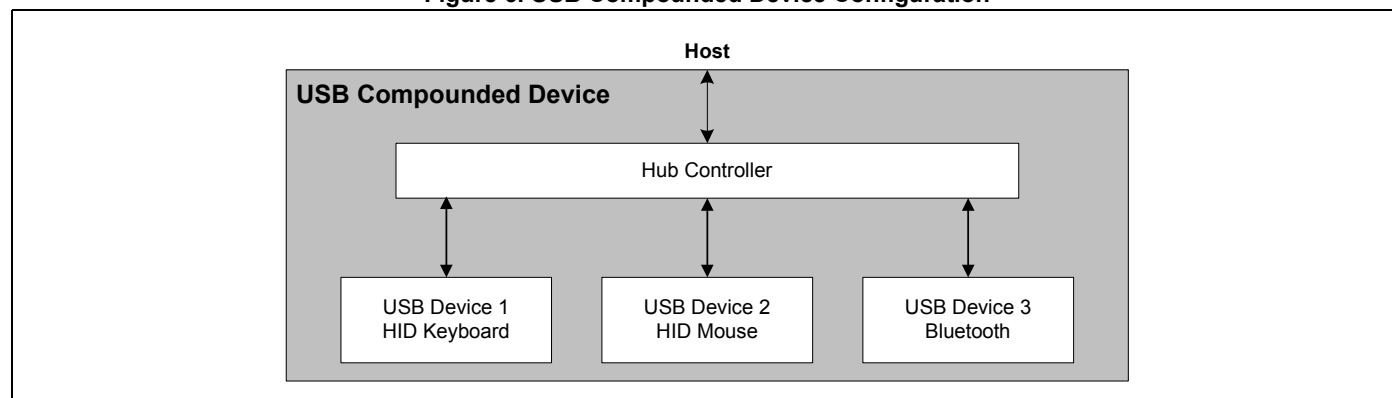 Figure USB Compounded Device Configuration
Host
USB Compounded Device
Hub Controller
USB Device 1
HID Keyboard
USB Device 2
HID Mouse
USB Device 3
Bluetooth